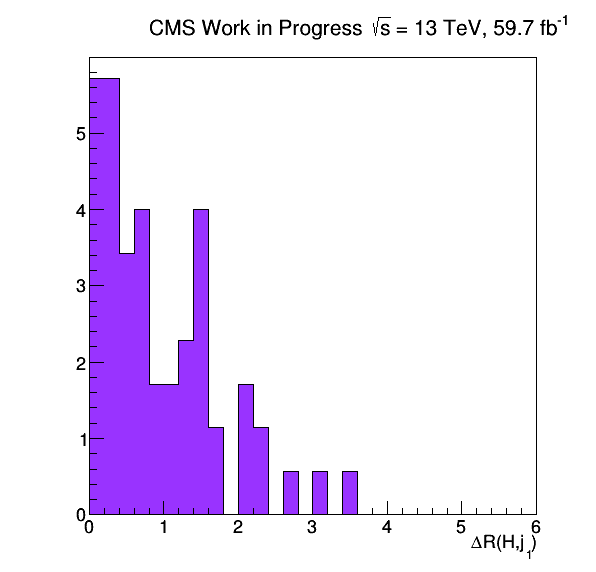 CMS Work in Progress √s = 13 TeV, 59.7 fb⁻¹
5
4
3
2
1
0
0 1 2 3 4 5 6
ΔR(H,j₁)